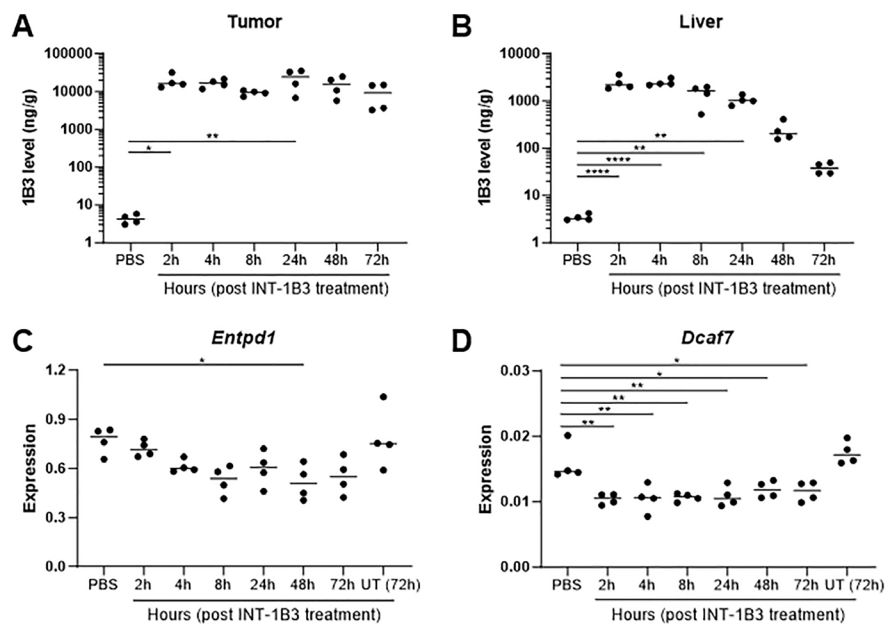 A
Tumor
100000
10000
1000
100
10
1
1B3 level (ng/g)
**
*
PBS 2h 4h 8h 24h 48h 72h
Hours (post INT-1B3 treatment)
B
Liver
10000
1000
100
10
1
1B3 level (ng/g)
**
**
****
****
PBS 2h 4h 8h 24h 48h 72h
Hours (post INT-1B3 treatment)
C
Entpd1
1.2
0.9
0.6
0.3
0.0
Expression
*
PBS 2h 4h 8h 24h 48h 72h UT (72h)
Hours (post INT-1B3 treatment)
D
Dcaf7
0.03
0.02
0.01
0.00
Expression
*
*
**
**
**
**
PBS 2h 4h 8h 24h 48h 72h UT (72h)
Hours (post INT-1B3 treatment)